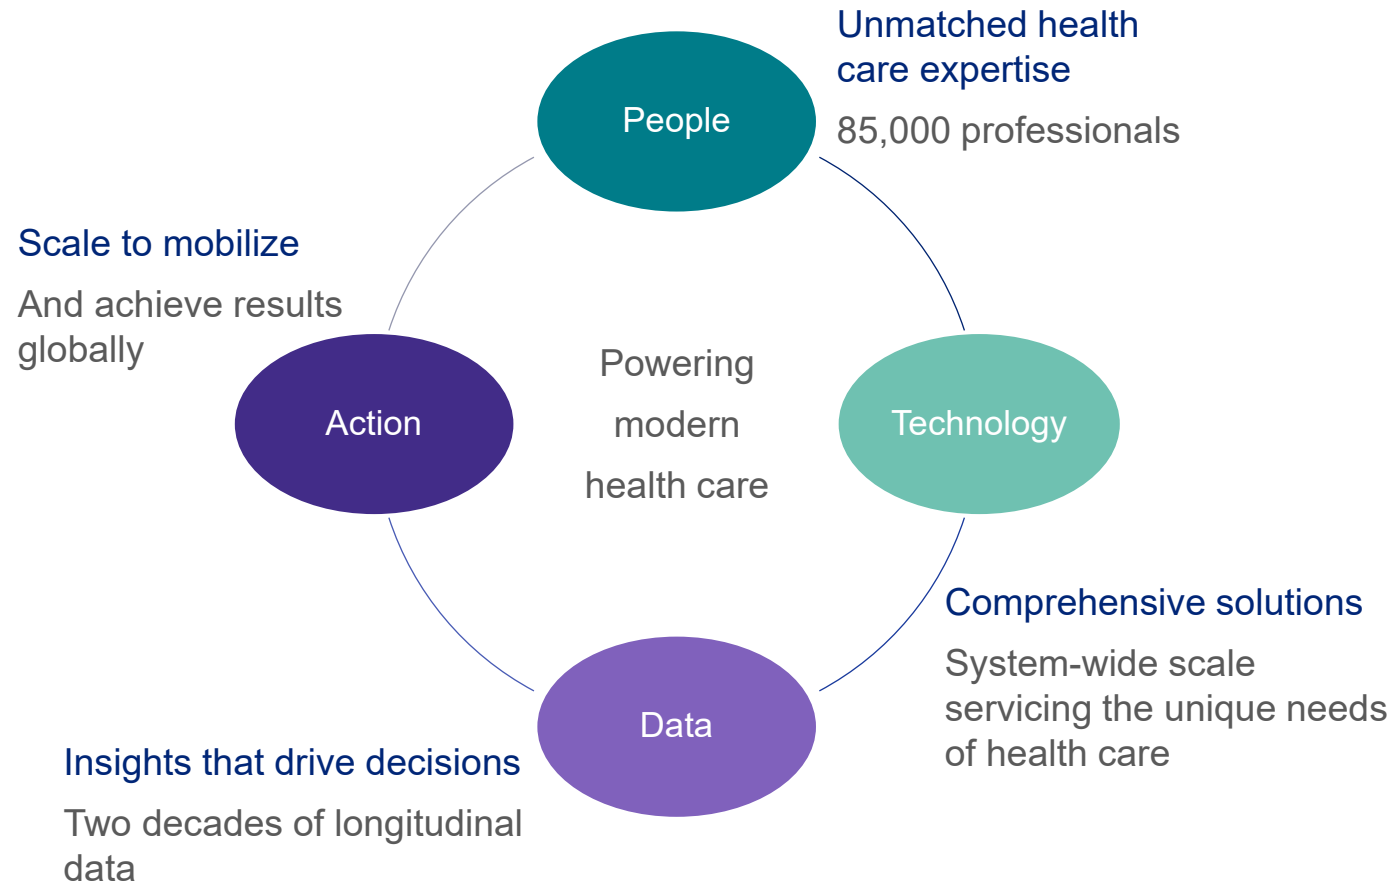 Unmatched health
care expertise
85,000 professionals
People
Scale to mobilize
And achieve results
globally
Action
Powering
modern
health care
Technology
Comprehensive solutions
System-wide scale
servicing the unique needs
of health care
Data
Insights that drive decisions
Two decades of longitudinal
data